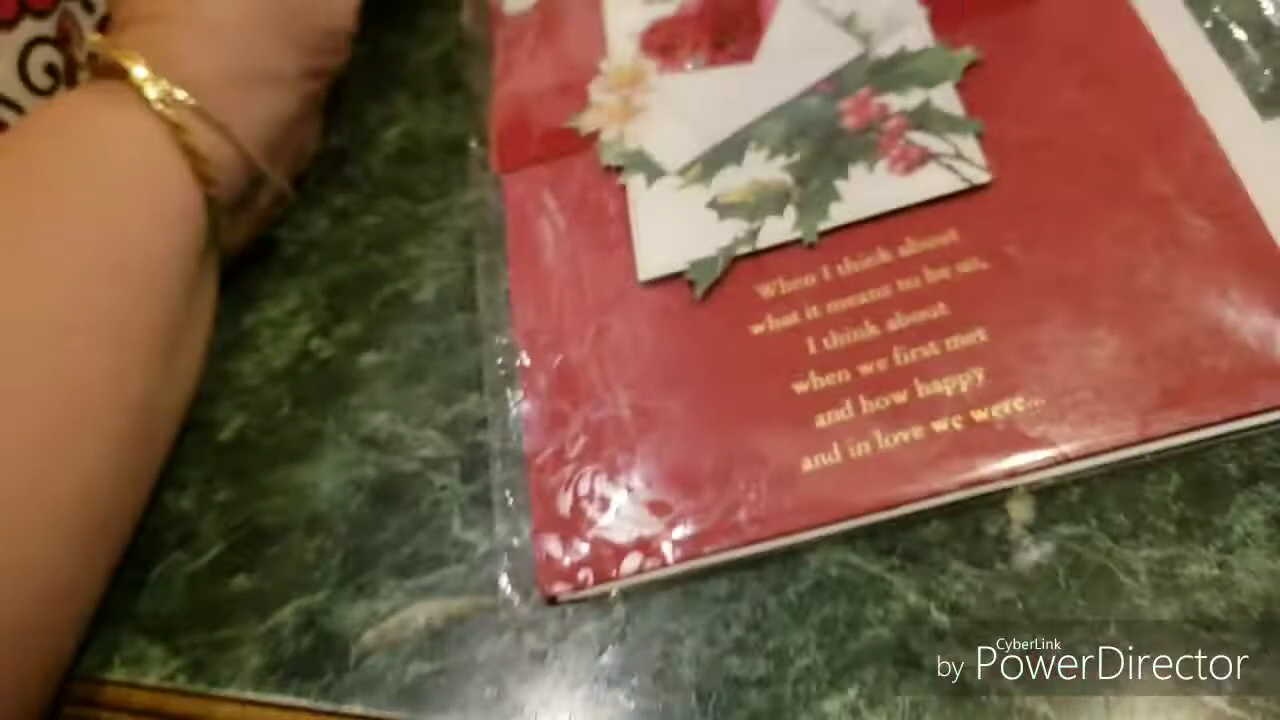 When I think about
what it means to be us,
I think about
when we first met
and how happy
and in love we were...
CyberLink
by PowerDirector